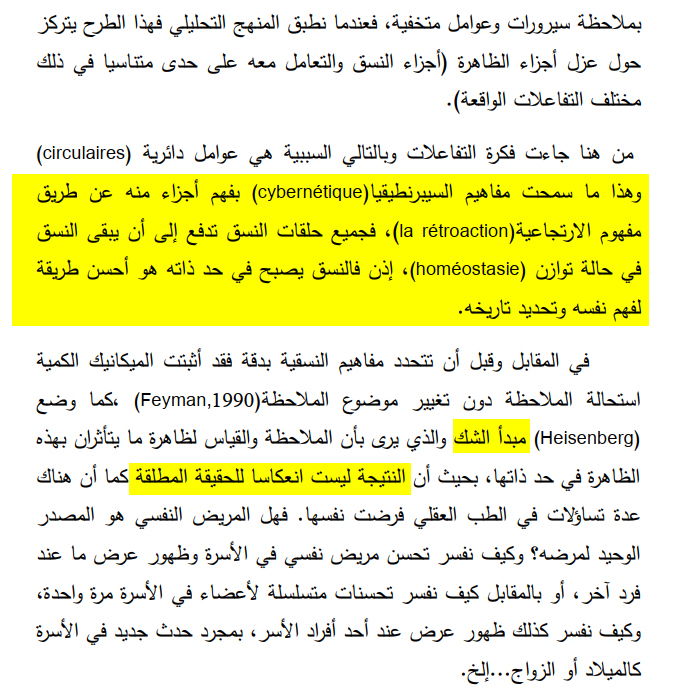 بملاحظة سيرورات وعوامل متخفية، فعندما نطبق المنهج التحليلي فهذا الطرح يتركز
حول عزل أجزاء الظاهرة (أجزاء النسق والتعامل معه على حدى متناسيا في ذلك
مختلف التفاعلات الواقعة).
من هنا جاءت فكرة التفاعلات وبالتالي السببية هي عوامل دائرية (circulaires)
وهذا ما سمحت مفاهيم السيبرنطيقيا(cybernétique) بفهم أجزاء منه عن طريق
مفهوم الارتجاعية(la rétroaction)، فجميع حلقات النسق تدفع إلى أن يبقى النسق
في حالة توازن (homéostasie)، إذن فالنسق يصبح في حد ذاته هو أحسن طريقة
لفهم نفسه وتحديد تاريخه.
في المقابل وقبل أن تتحدد مفاهيم النسقية بدقة فقد أثبتت الميكانيك الكمية
استحالة الملاحظة دون تغيير موضوع الملاحظة(Feyman,1990) ،كما وضع
(Heisenberg) مبدأ الشك والذي يرى بأن الملاحظة والقياس لظاهرة ما يتأثران بهذه
الظاهرة في حد ذاتها، بحيث أن النتيجة ليست انعكاسا للحقيقة المطلقة كما أن هناك
عدة تساؤلات في الطب العقلي فرضت نفسها. فهل المريض النفسي هو المصدر
الوحيد لمرضه؟ وكيف نفسر تحسن مريض نفسي في الأسرة وظهور عرض ما عند
فرد آخر، أو بالمقابل كيف نفسر تحسنات متسلسلة لأعضاء في الأسرة مرة واحدة،
وكيف نفسر كذلك ظهور عرض عند أحد أفراد الأسر، بمجرد حدث جديد في الأسرة
كالميلاد أو الزواج...إلخ.